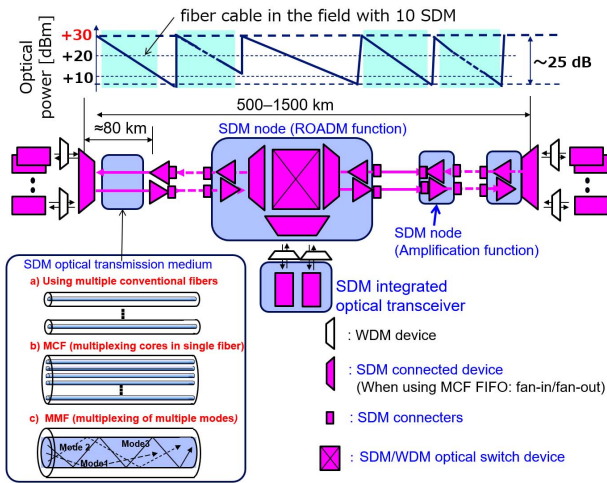 fiber cable in the field with 10 SDM
Optical
power [dBm]
+30
+20
+10
~25 dB
500–1500 km
≈80 km
SDM node (ROADM function)
SDM node
(Amplification function)
SDM optical transmission medium
a) Using multiple conventional fibers
b) MCF (multiplexing cores in single fiber)
c) MMF (multiplexing of multiple modes)
Mode 2
Mode3
Mode1
SDM integrated
optical transceiver
: WDM device
: SDM connected device
(When using MCF FIFO: fan-in/fan-out)
: SDM connecters
: SDM/WDM optical switch device